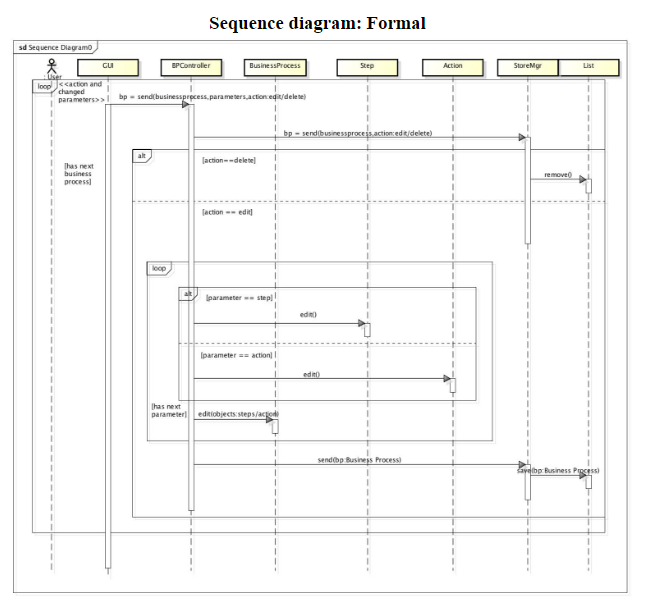 Sequence diagram: Formal
sd Sequence Diagram0
GUI
BPController
BusinessProcess
Step
Action
StoreMgr
List
: User
loop
<<action and
changed
parameters>>
bp = send(businessprocess,parameters,action:edit/delete)
bp = send(businessprocess,action:edit/delete)
alt
[action==delete]
[has next
business
process]
remove()
[action == edit]
loop
alt
[parameter == step]
edit()
[parameter == action]
edit()
[has next
parameter]
edit(objects:steps/action)
send(bp:Business Process)
save(bp:Business Process)